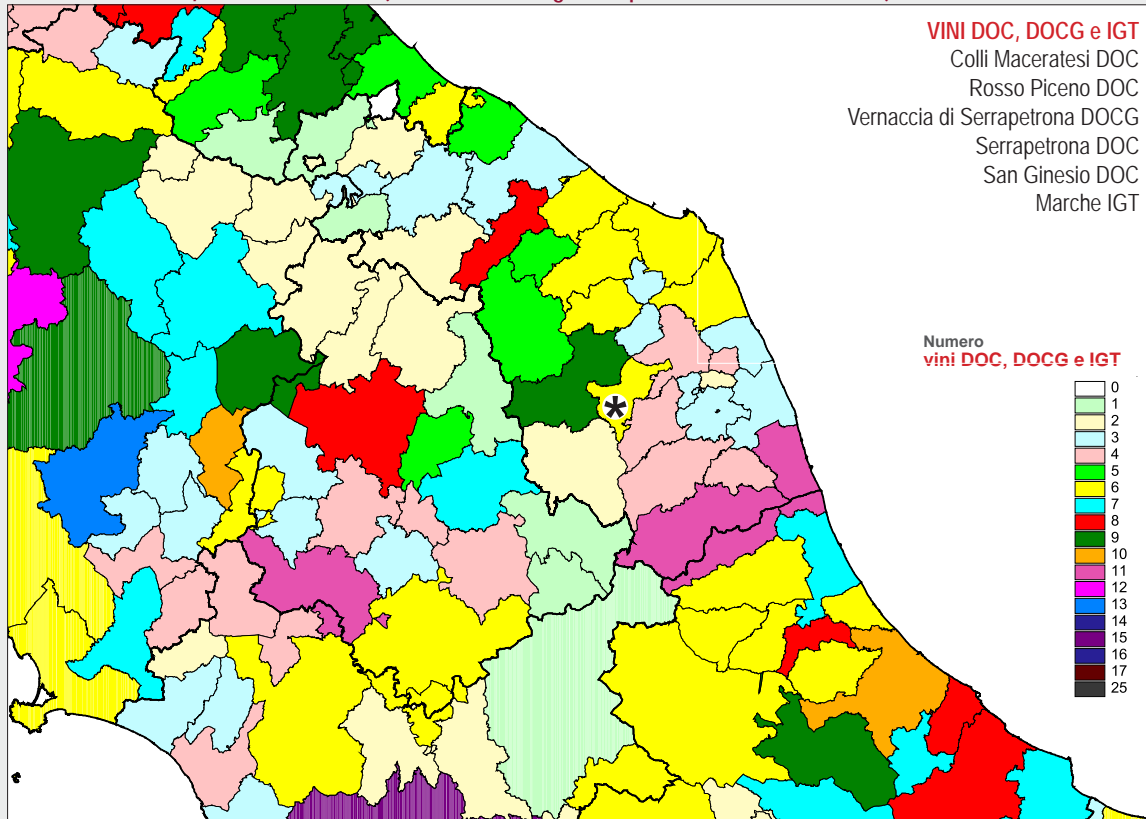 VINI DOC, DOCG e IGT
Colli Maceratesi DOC
Rosso Piceno DOC
Vernaccia di Serrapetrona DOCG
Serrapetrona DOC
San Ginesio DOC
Marche IGT
Numero
vini DOC, DOCG e IGT
0
1
2
3
4
5
6
7
8
9
10
11
12
13
14
15
16
17
25
*